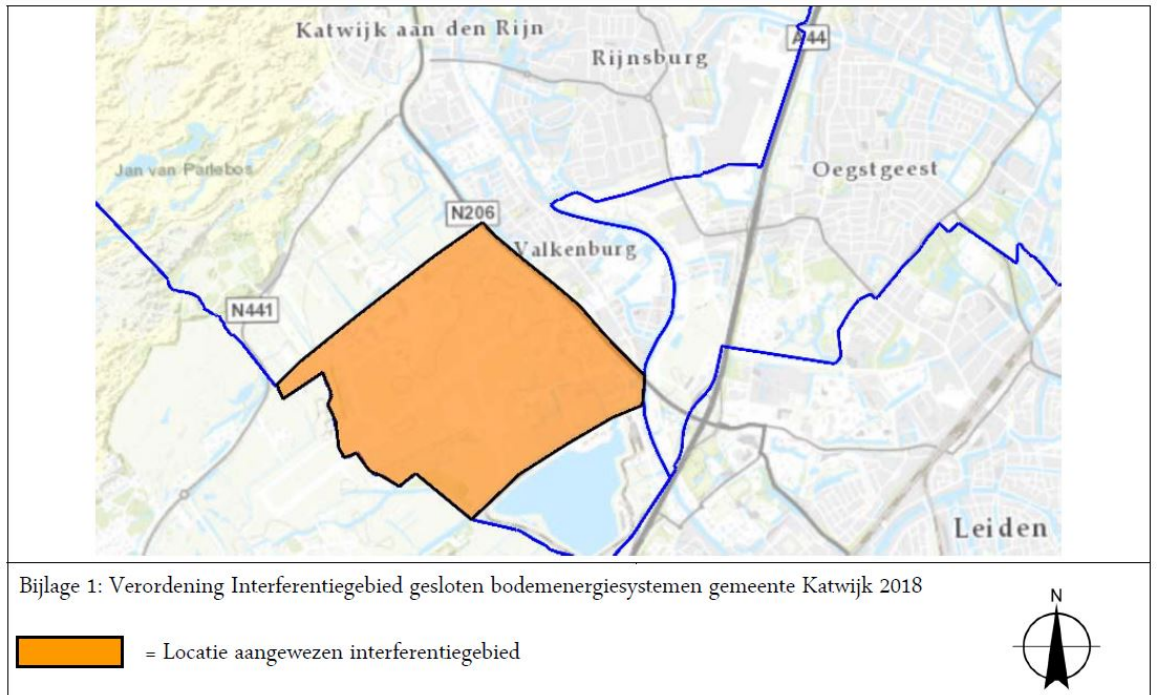 Katwijk aan den Rijn
A44
Rijnsburg
Jan van Parlebos
Oegstgeest
N206
Valkenburg
N441
Leiden
Bijlage 1: Verordening Interferentiegebied gesloten bodemenergiesystemen gemeente Katwijk 2018
N
= Locatie aangewezen interferentiegebied